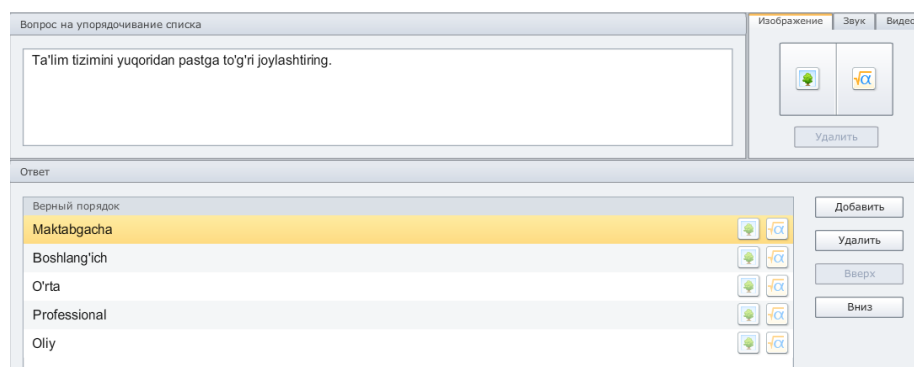 Вопрос на упорядочивание списка
Изображение Звук Видео
Ta'lim tizimini yuqoridan pastga to'g'ri joylashtiring.
√α
Удалить
Ответ
Верный порядок
Добавить
Maktabgacha √α
Удалить
Boshlang'ich √α
Вверх
O'rta √α
Вниз
Professional √α
Oliy √α